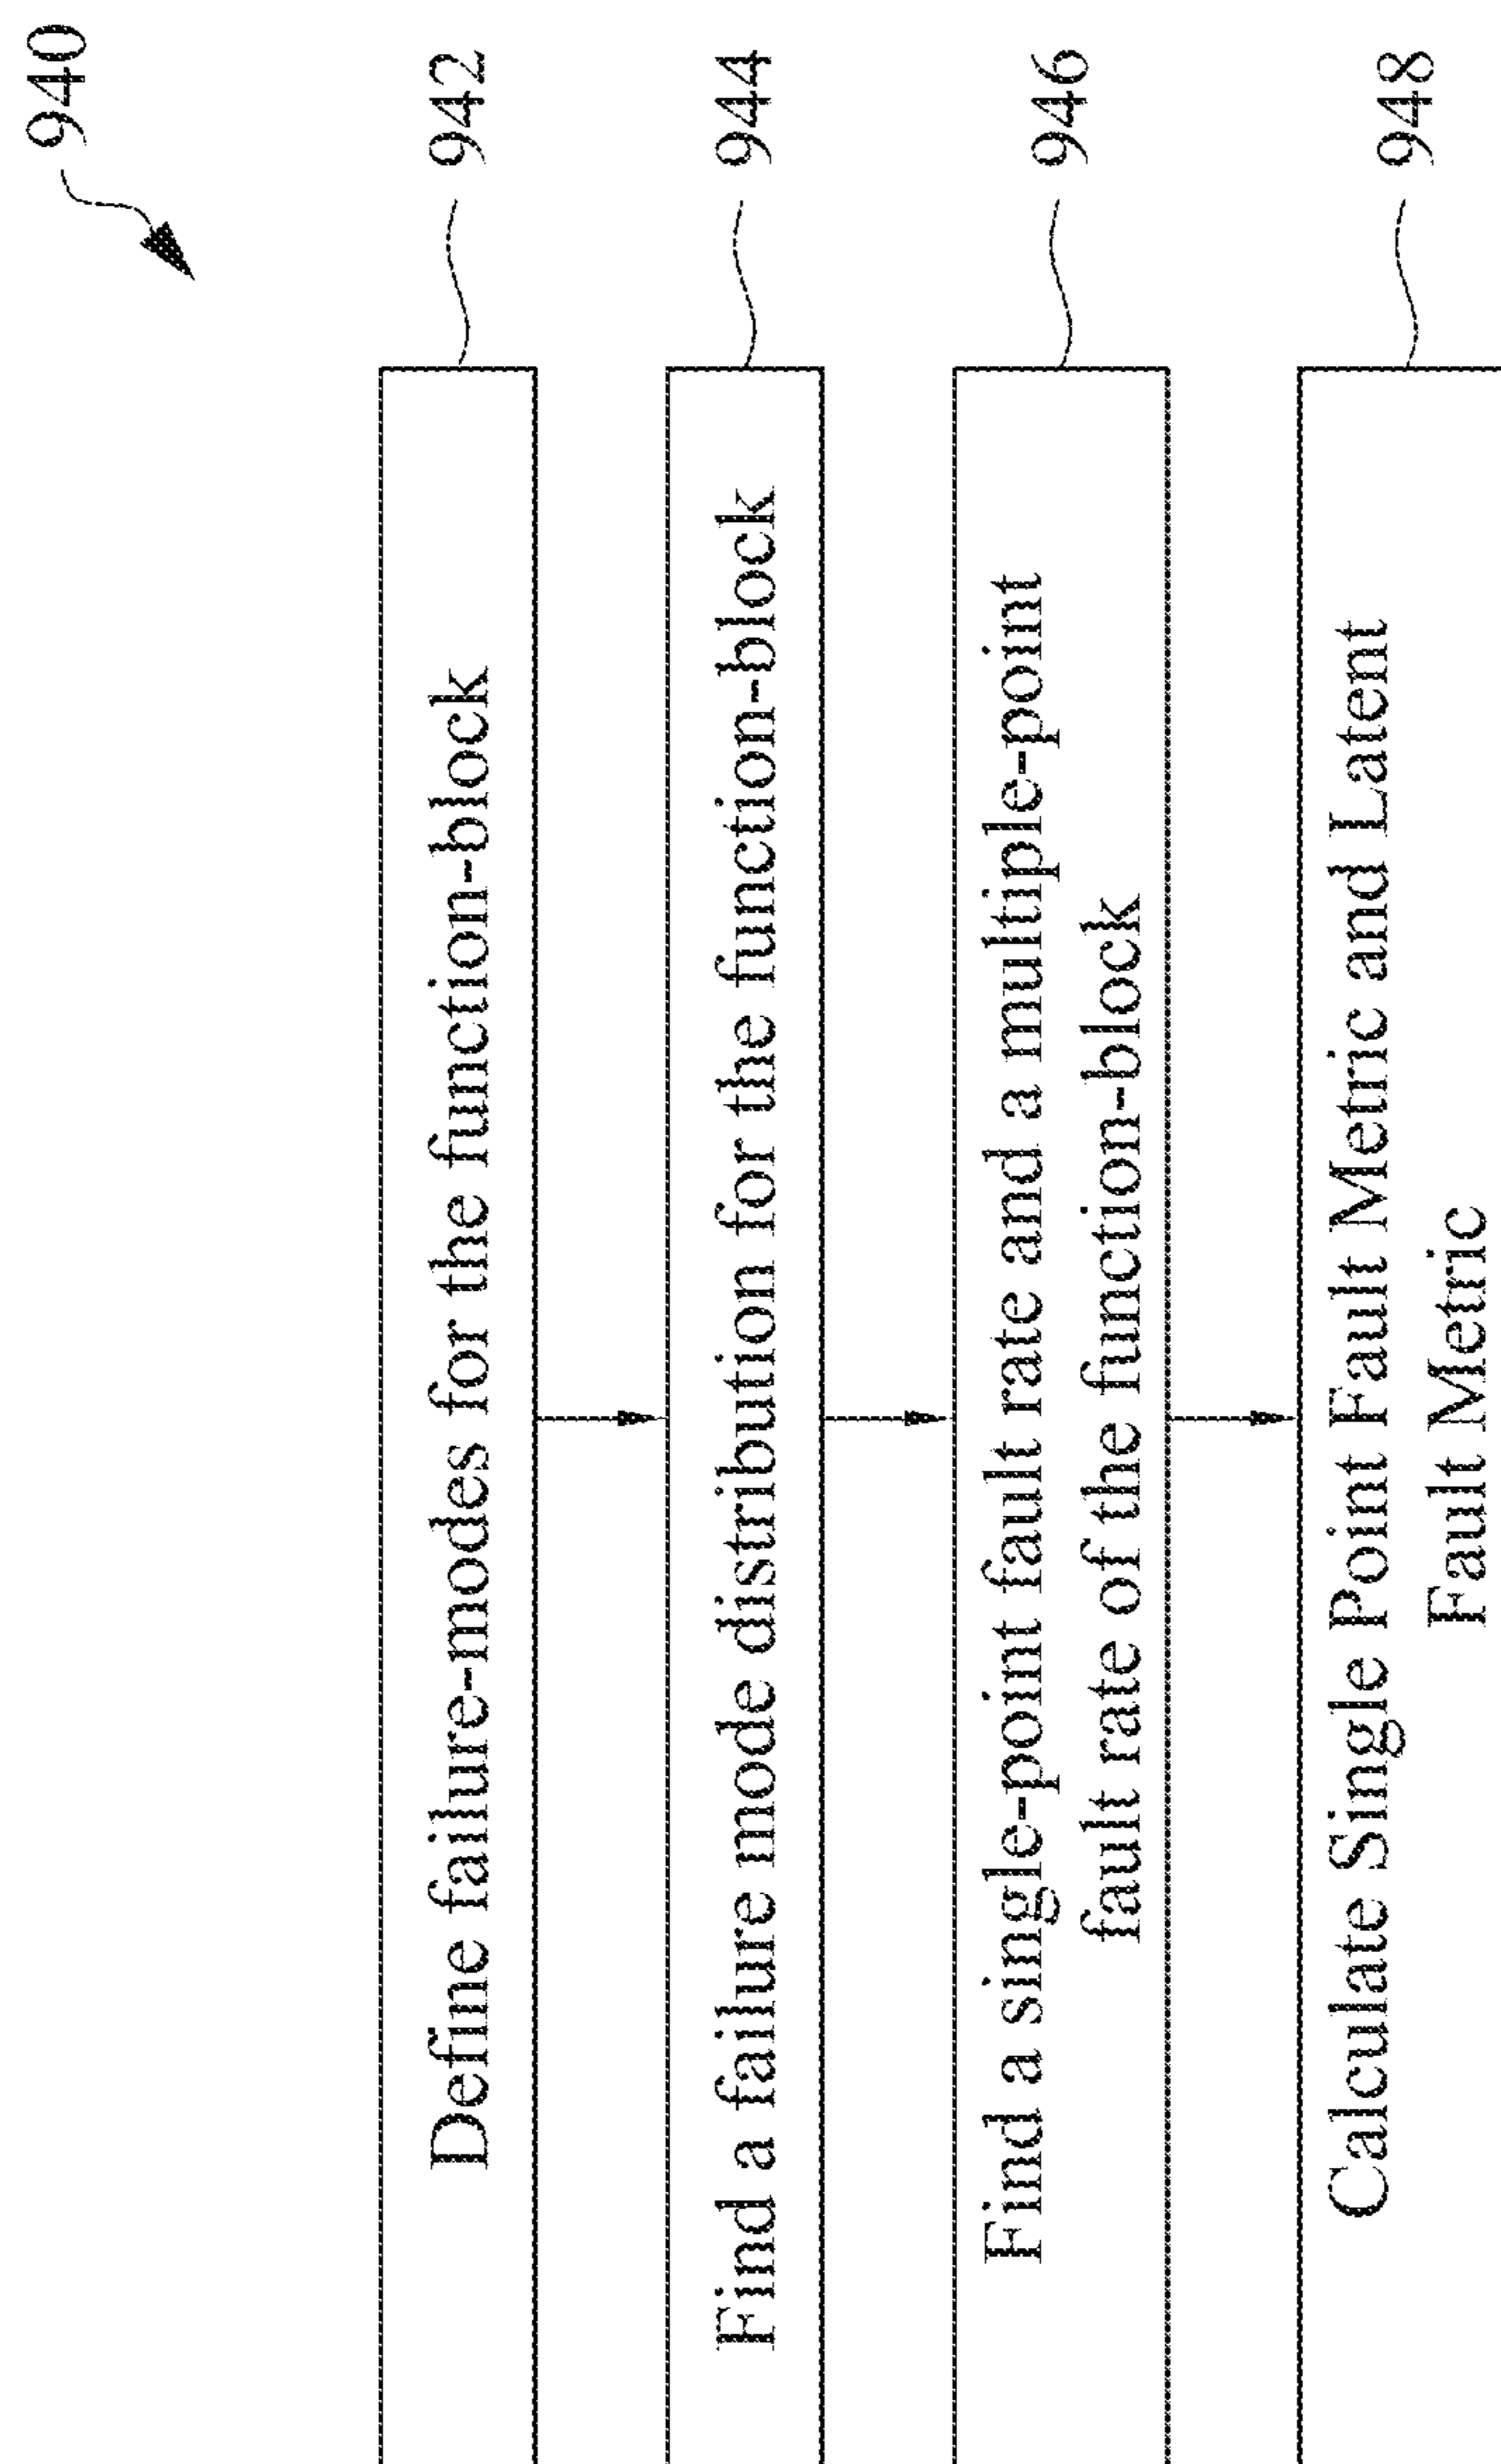 940
Define failure-modes for the function-block
942
Find a failure mode distribution for the function-block
944
Find a single-point fault rate and a multiple-point
fault rate of the function-block
946
Calculate Single Point Fault Metric and Latent
Fault Metric
948